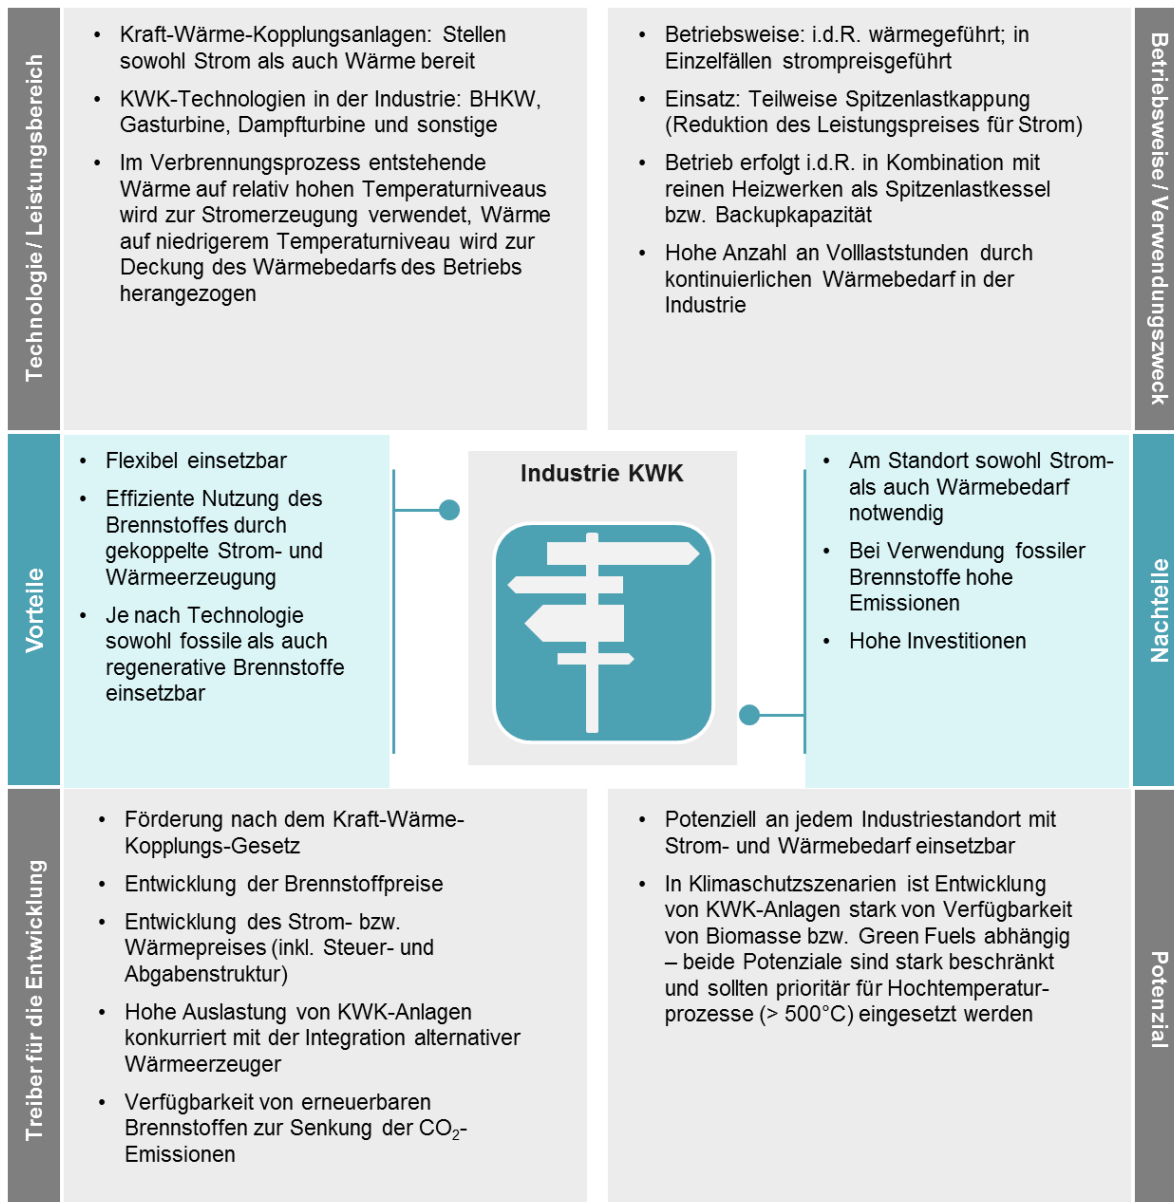 Technologie / Leistungsbereich
• Kraft-Wärme-Kopplungsanlagen: Stellen
sowohl Strom als auch Wärme bereit
• KWK-Technologien in der Industrie: BHKW,
Gasturbine, Dampfturbine und sonstige
• Im Verbrennungsprozess entstehende
Wärme auf relativ hohen Temperaturniveaus
wird zur Stromerzeugung verwendet, Wärme
auf niedrigerem Temperaturniveau wird zur
Deckung des Wärmebedarfs des Betriebs
herangezogen
Betriebsweise / Verwendungszweck
• Betriebsweise: i.d.R. wärmegeführt; in
Einzelfällen strompreisgeführt
• Einsatz: Teilweise Spitzenlastkappung
(Reduktion des Leistungspreises für Strom)
• Betrieb erfolgt i.d.R. in Kombination mit
reinen Heizwerken als Spitzenlastkessel
bzw. Backupkapazität
• Hohe Anzahl an Volllaststunden durch
kontinuierlichen Wärmebedarf in der
Industrie
Vorteile
• Flexibel einsetzbar
• Effiziente Nutzung des
Brennstoffes durch
gekoppelte Strom- und
Wärmeerzeugung
• Je nach Technologie
sowohl fossile als auch
regenerative Brennstoffe
einsetzbar
Industrie KWK
Nachteile
• Am Standort sowohl Strom-
als auch Wärmebedarf
notwendig
• Bei Verwendung fossiler
Brennstoffe hohe
Emissionen
• Hohe Investitionen
Treiber für die Entwicklung
• Förderung nach dem Kraft-Wärme-
Kopplungs-Gesetz
• Entwicklung der Brennstoffpreise
• Entwicklung des Strom- bzw.
Wärmepreises (inkl. Steuer- und
Abgabenstruktur)
• Hohe Auslastung von KWK-Anlagen
konkurriert mit der Integration alternativer
Wärmeerzeuger
• Verfügbarkeit von erneuerbaren
Brennstoffen zur Senkung der CO₂-
Emissionen
Potenzial
• Potenziell an jedem Industriestandort mit
Strom- und Wärmebedarf einsetzbar
• In Klimaschutzszenarien ist Entwicklung
von KWK-Anlagen stark von Verfügbarkeit
von Biomasse bzw. Green Fuels abhängig
– beide Potenziale sind stark beschränkt
und sollten prioritär für Hochtemperatur-
prozesse (> 500°C) eingesetzt werden